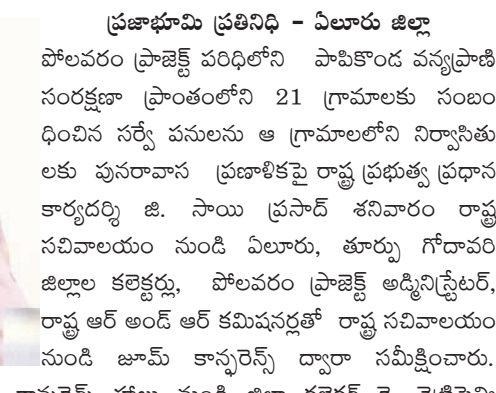 ప్రజాభూమి ప్రతినిధి - ఏలూరు జిల్లా
పోలవరం ప్రాజెక్ట్ పరిధిలోని పాపికొండ వన్యప్రాణి
సంరక్షణా ప్రాంతంలోని 21 గ్రామాలకు సంబం
ధించిన సర్వే పనులను ఆ గ్రామాలలోని నిర్వాసితు
లకు పునరావాస ప్రణాళికపై రాష్ట్ర ప్రభుత్వ ప్రధాన
కార్యదర్శి జి. సాయి ప్రసాద్ శనివారం రాష్ట్ర
సచివాలయం నుండి ఏలూరు, తూర్పు గోదావరి
జిల్లాల కలెక్టర్లు, పోలవరం ప్రాజెక్ట్ అడ్మినిస్ట్రేటర్,
రాష్ట్ర ఆర్ అండ్ ఆర్ కమిషనర్లతో రాష్ట్ర సచివాలయం
నుండి జూమ్ కాన్ఫరెన్స్ ద్వారా సమీక్షించారు.